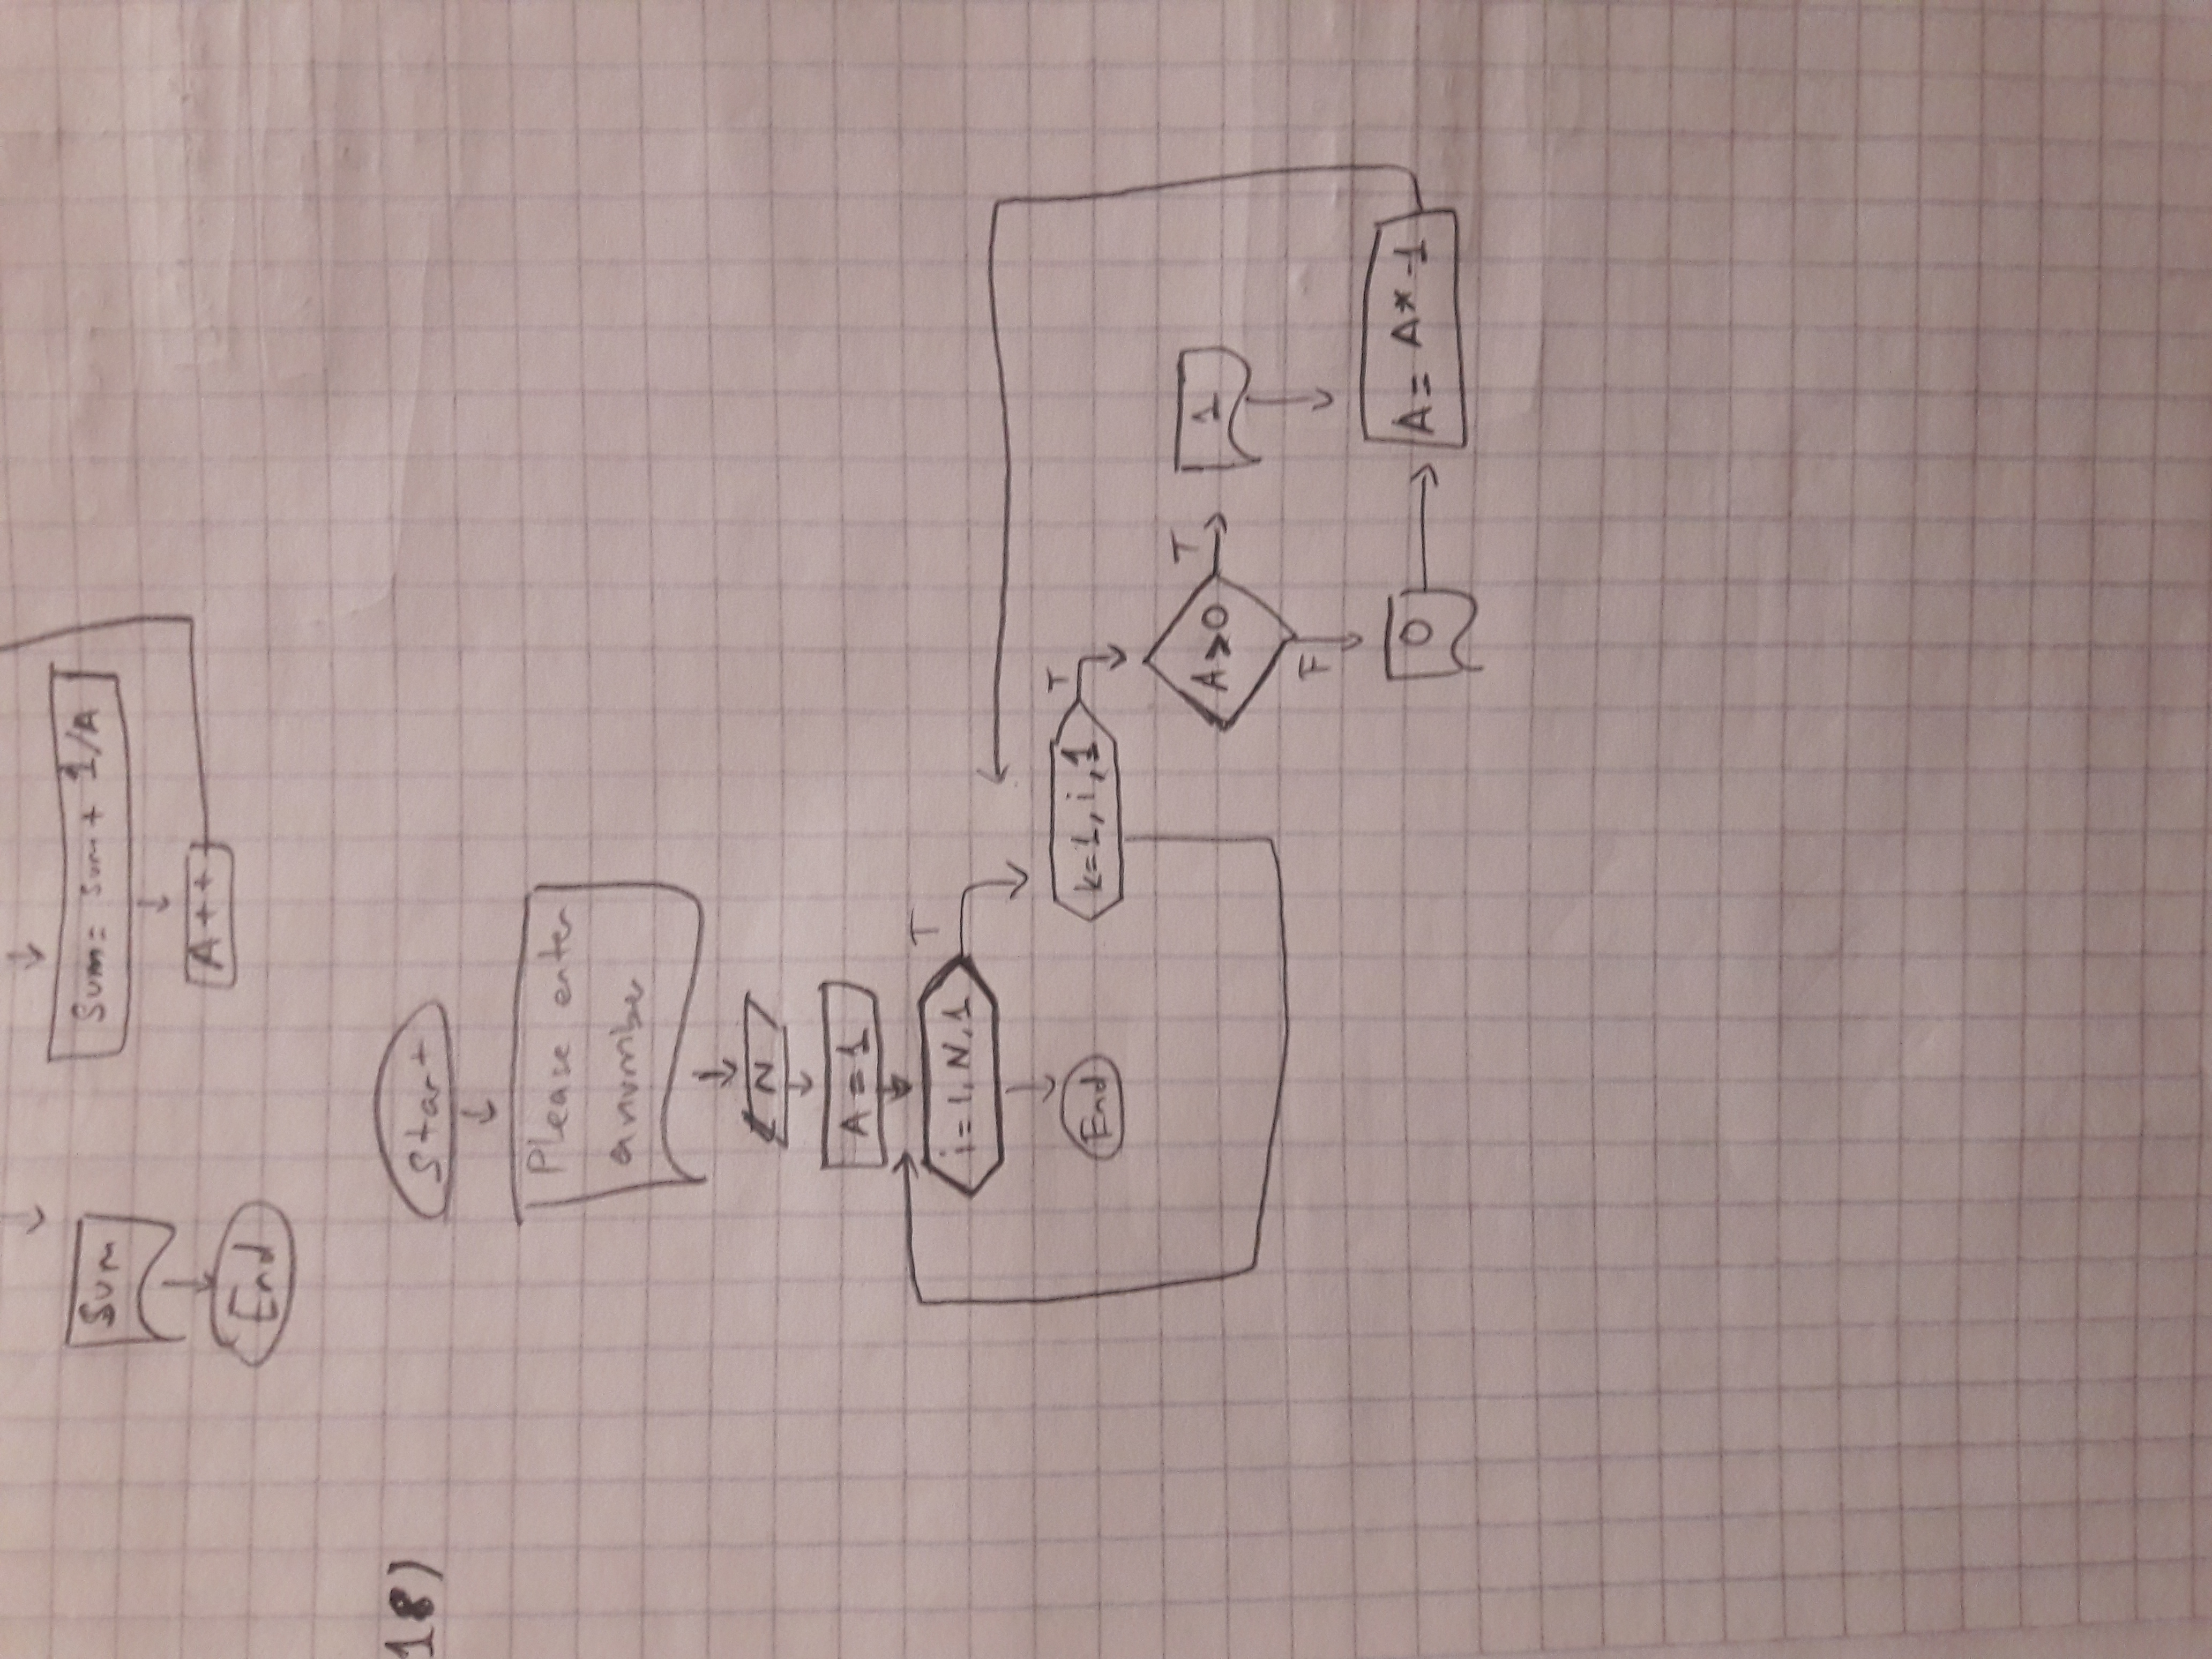 Sum
Sum= Sum+ 1/A
A++
End
18)
Start
Please enter
a number
N
A=1
i=1,N,1
T
End
k=1,i,1
T
A>0
T
1
F
0
A= A*-1